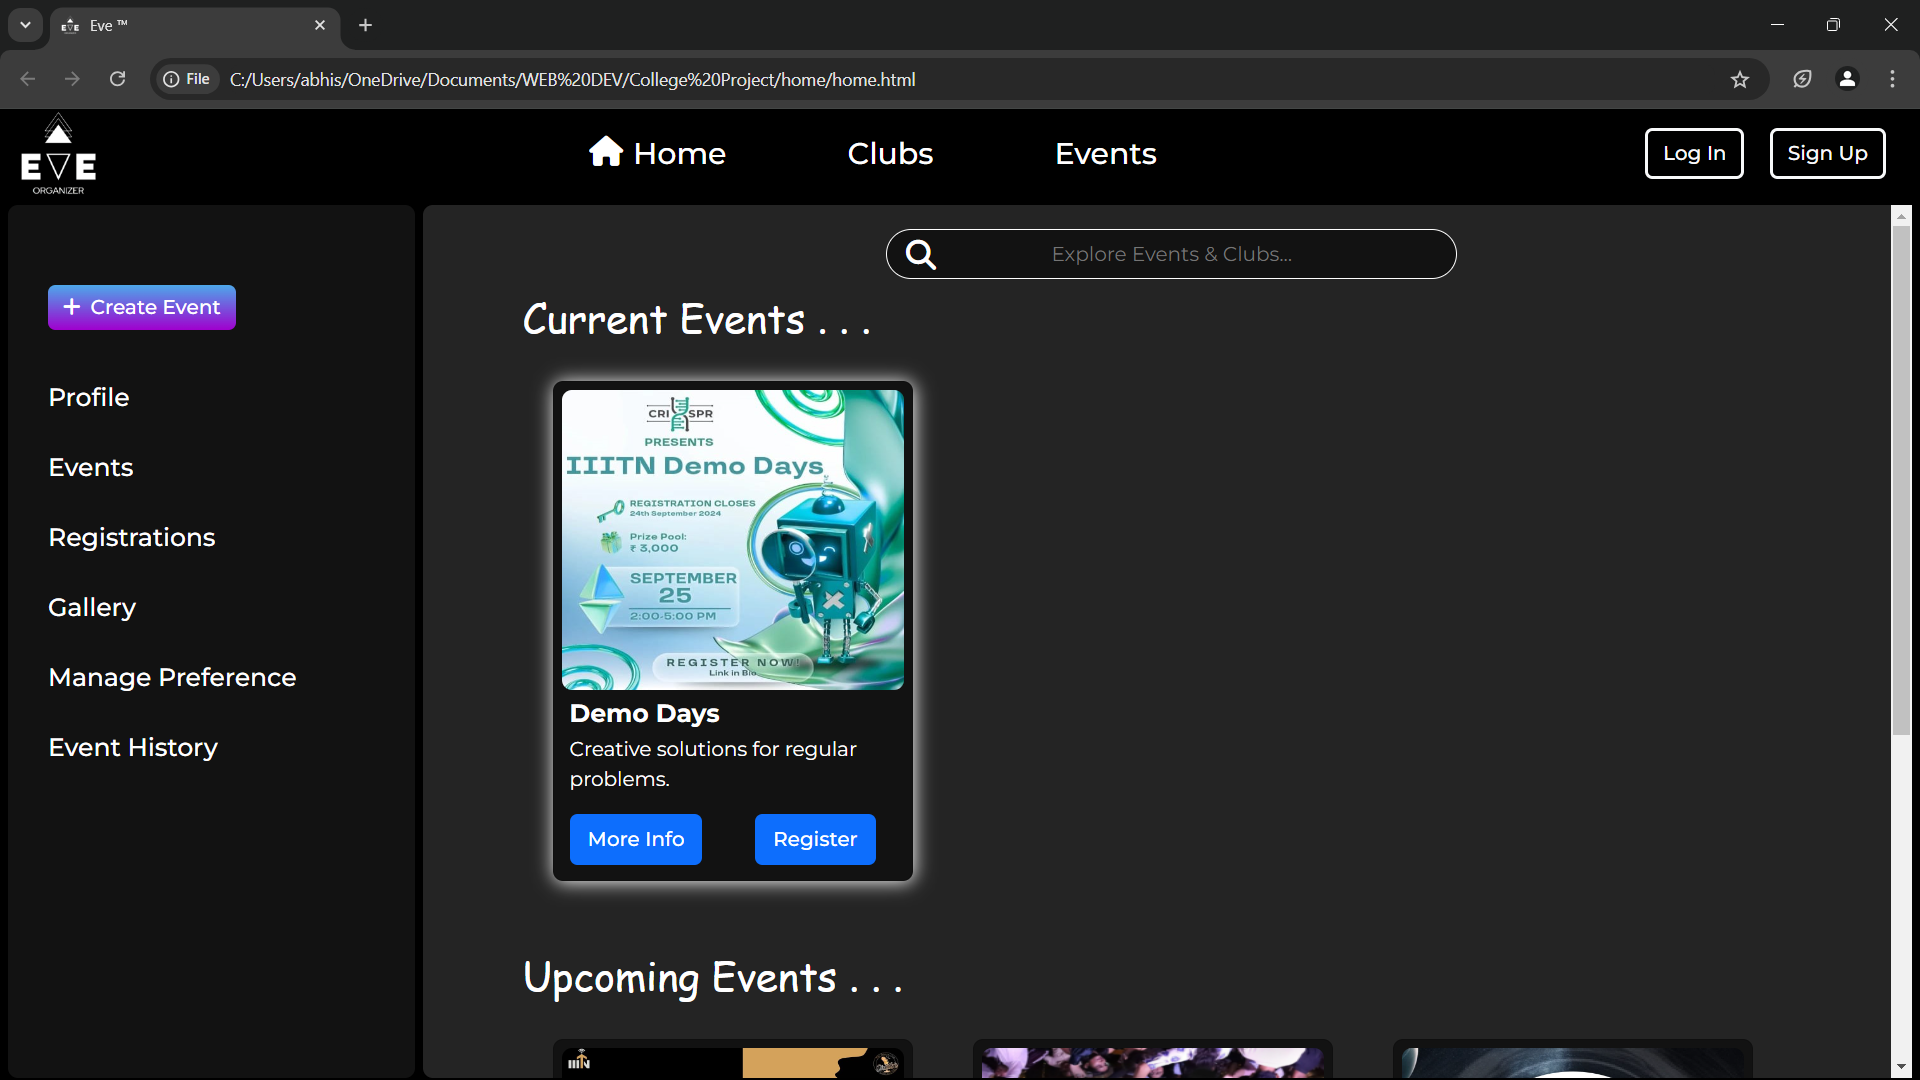 Eve ™
File
C:/Users/abhis/OneDrive/Documents/WEB%20DEV/College%20Project/home/home.html
EVE
ORGANIZER
Home
Clubs
Events
Log In
Sign Up
Create Event
Profile
Events
Registrations
Gallery
Manage Preference
Event History
Explore Events & Clubs...
Current Events . . .
CRISPR
PRESENTS
IIITN Demo Days
REGISTRATION CLOSES
24th September 2024
Prize Pool:
₹ 3,000
SEPTEMBER
25
2:00-5:00 PM
REGISTER NOW!
Link in Bio
Demo Days
Creative solutions for regular
problems.
More Info
Register
Upcoming Events . . .
IIITN